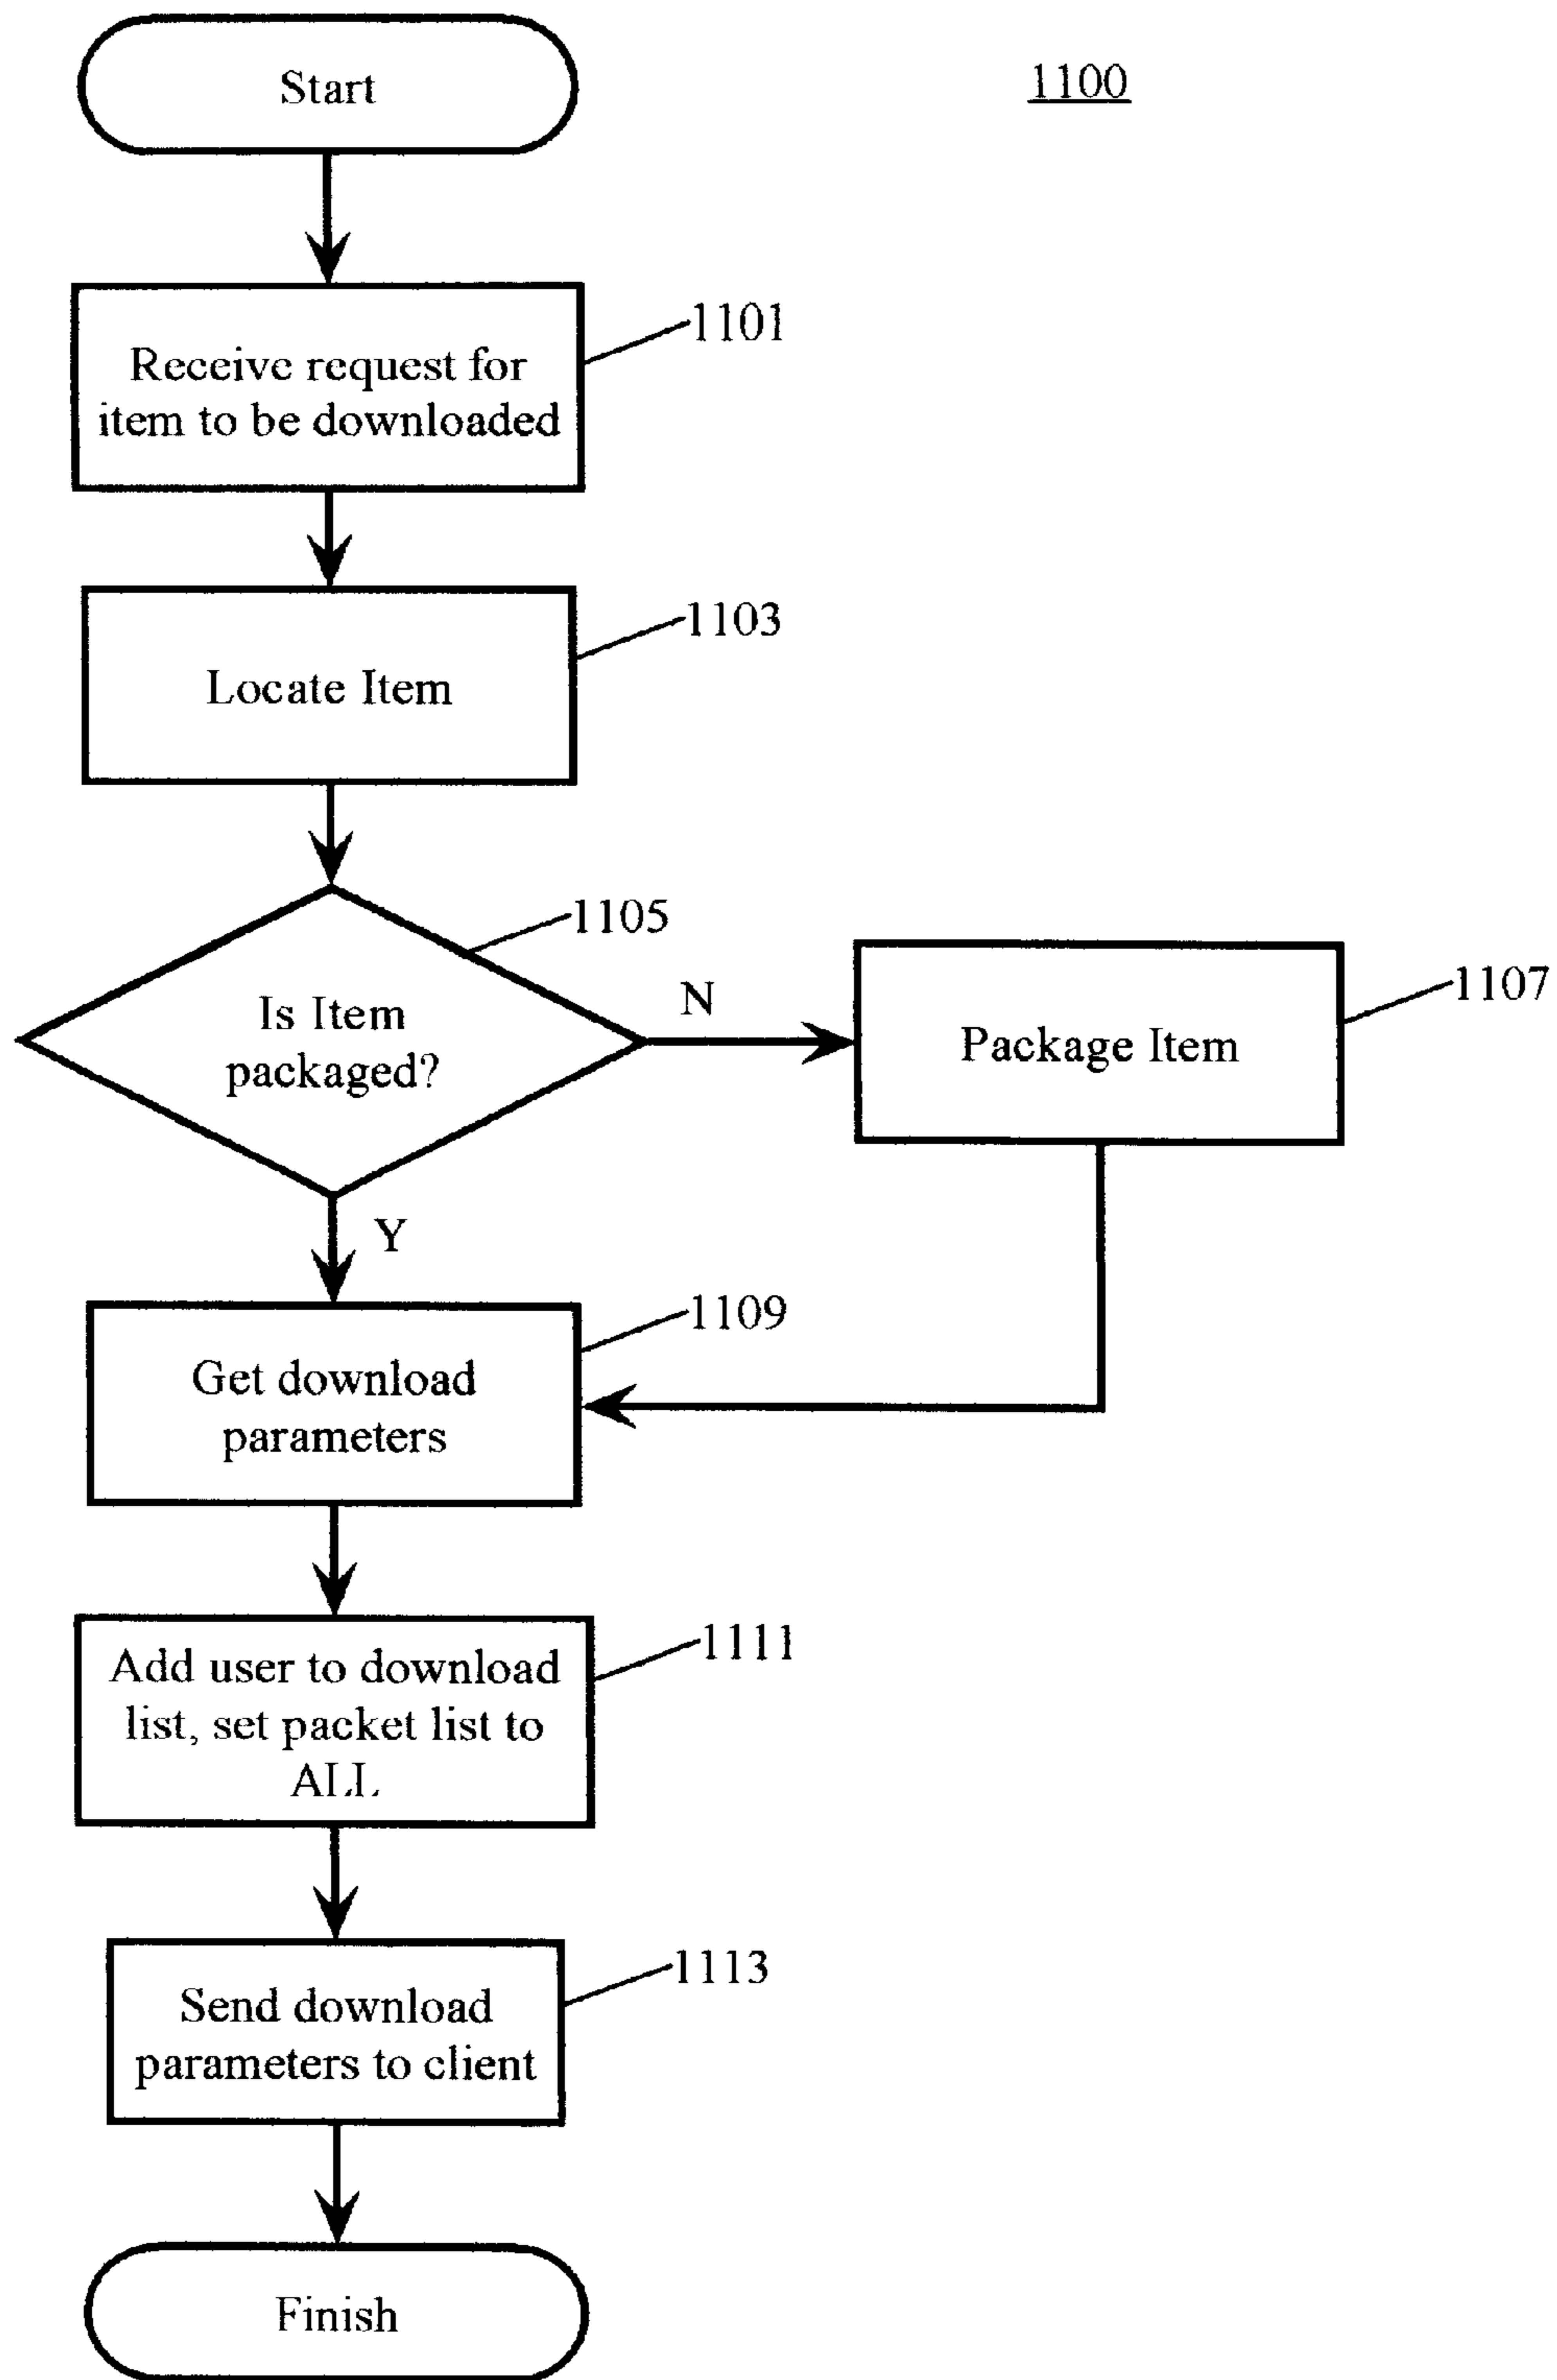 Start
1100
Receive request for
item to be downloaded
1101
Locate Item
1103
Is Item
packaged?
1105
N
Package Item
1107
Y
Get download
parameters
1109
Add user to download
list, set packet list to
ALL
1111
Send download
parameters to client
1113
Finish